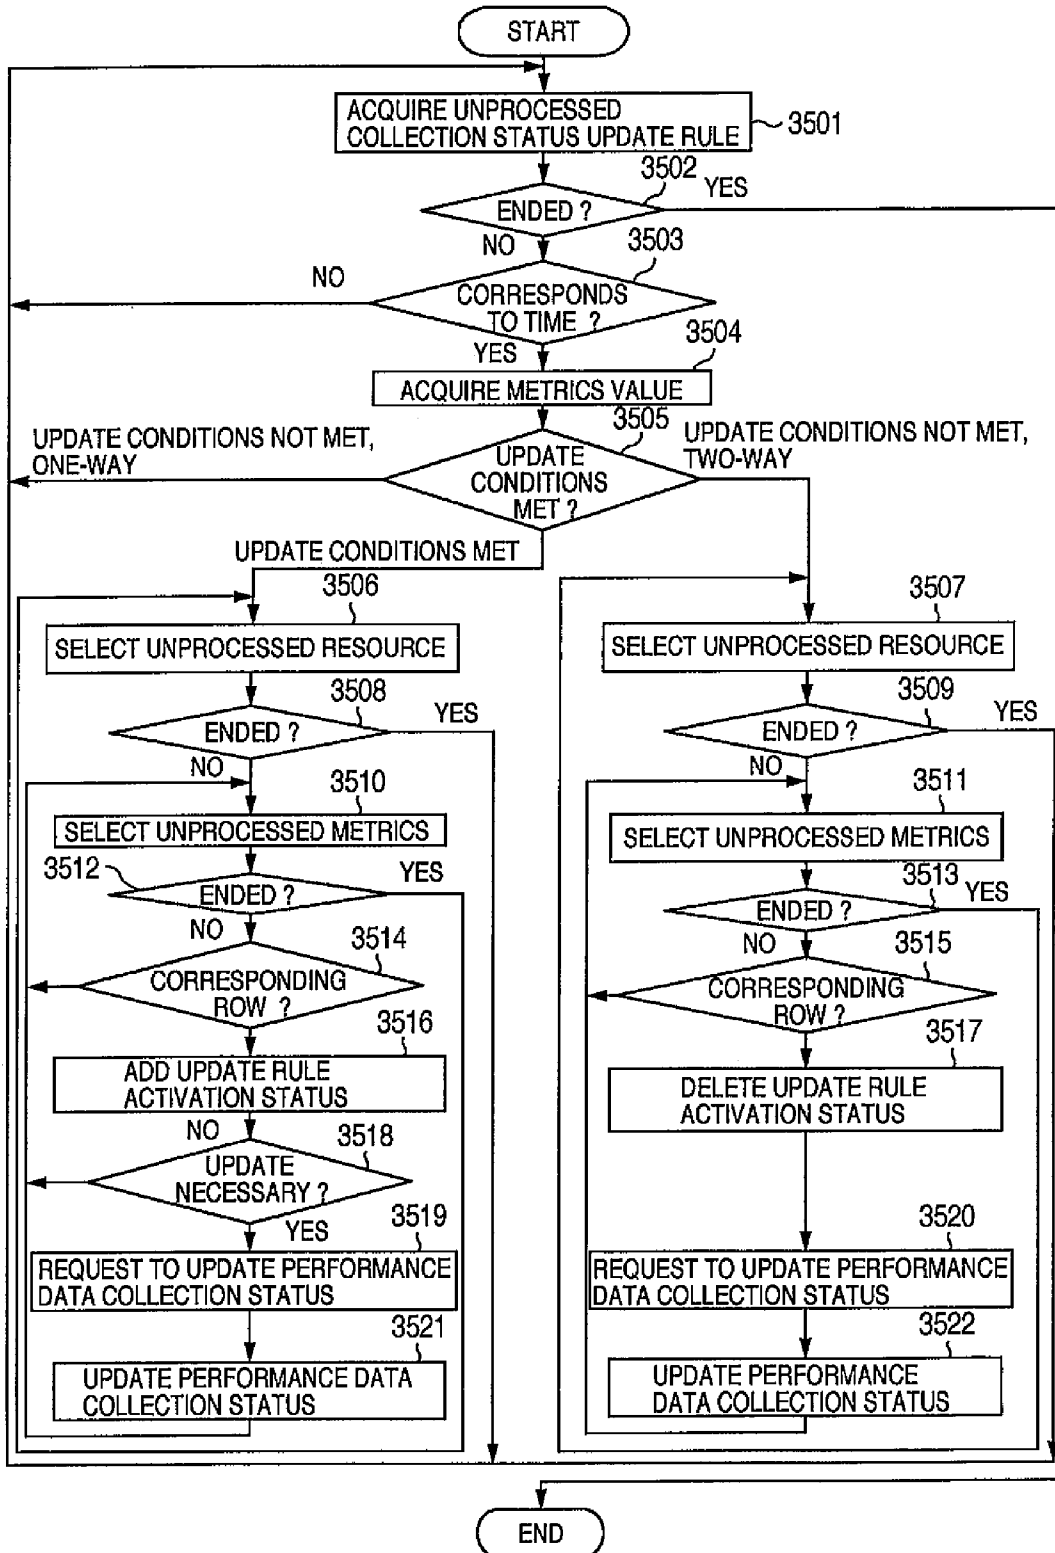 START
ACQUIRE UNPROCESSED
COLLECTION STATUS UPDATE RULE
3501
3502
YES
ENDED ?
NO
3503
NO
CORRESPONDS
TO TIME ?
YES
3504
ACQUIRE METRICS VALUE
3505
UPDATE CONDITIONS NOT MET,
ONE-WAY
UPDATE
CONDITIONS
MET ?
UPDATE CONDITIONS NOT MET,
TWO-WAY
UPDATE CONDITIONS MET
3506
SELECT UNPROCESSED RESOURCE
3507
SELECT UNPROCESSED RESOURCE
3508
ENDED ?
YES
NO
3509
ENDED ?
YES
NO
3510
SELECT UNPROCESSED METRICS
3511
SELECT UNPROCESSED METRICS
3512
ENDED ?
YES
NO
3513
ENDED ?
YES
NO
3514
CORRESPONDING
ROW ?
3515
CORRESPONDING
ROW ?
3516
ADD UPDATE RULE
ACTIVATION STATUS
3517
DELETE UPDATE RULE
ACTIVATION STATUS
NO
3518
UPDATE
NECESSARY ?
YES
3519
REQUEST TO UPDATE PERFORMANCE
DATA COLLECTION STATUS
3520
REQUEST TO UPDATE PERFORMANCE
DATA COLLECTION STATUS
3521
UPDATE PERFORMANCE DATA
COLLECTION STATUS
3522
UPDATE PERFORMANCE
DATA COLLECTION STATUS
END